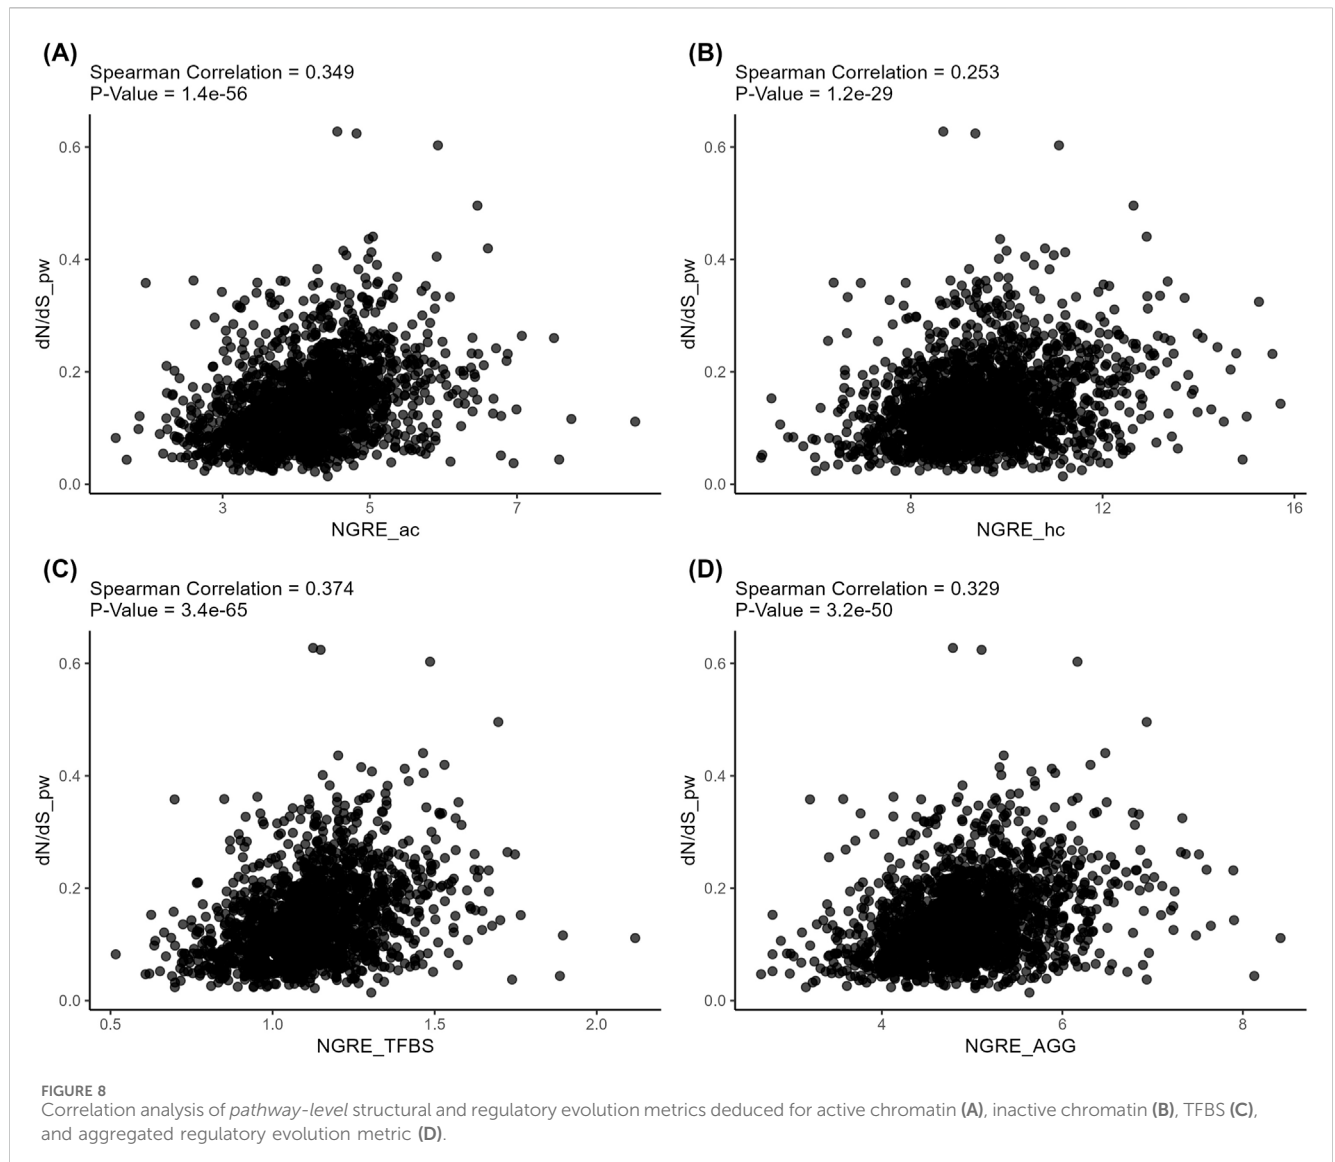 (A)
Spearman Correlation = 0.349
P-Value = 1.4e-56
dN/dS_pw
0.6
0.4
0.2
0.0
3 5 7
NGRE_ac
(B)
Spearman Correlation = 0.253
P-Value = 1.2e-29
dN/dS_pw
0.6
0.4
0.2
0.0
8 12 16
NGRE_hc
(C)
Spearman Correlation = 0.374
P-Value = 3.4e-65
dN/dS_pw
0.6
0.4
0.2
0.0
0.5 1.0 1.5 2.0
NGRE_TFBS
(D)
Spearman Correlation = 0.329
P-Value = 3.2e-50
dN/dS_pw
0.6
0.4
0.2
0.0
4 6 8
NGRE_AGG
FIGURE 8
Correlation analysis of pathway-level structural and regulatory evolution metrics deduced for active chromatin (A), inactive chromatin (B), TFBS (C),
and aggregated regulatory evolution metric (D).